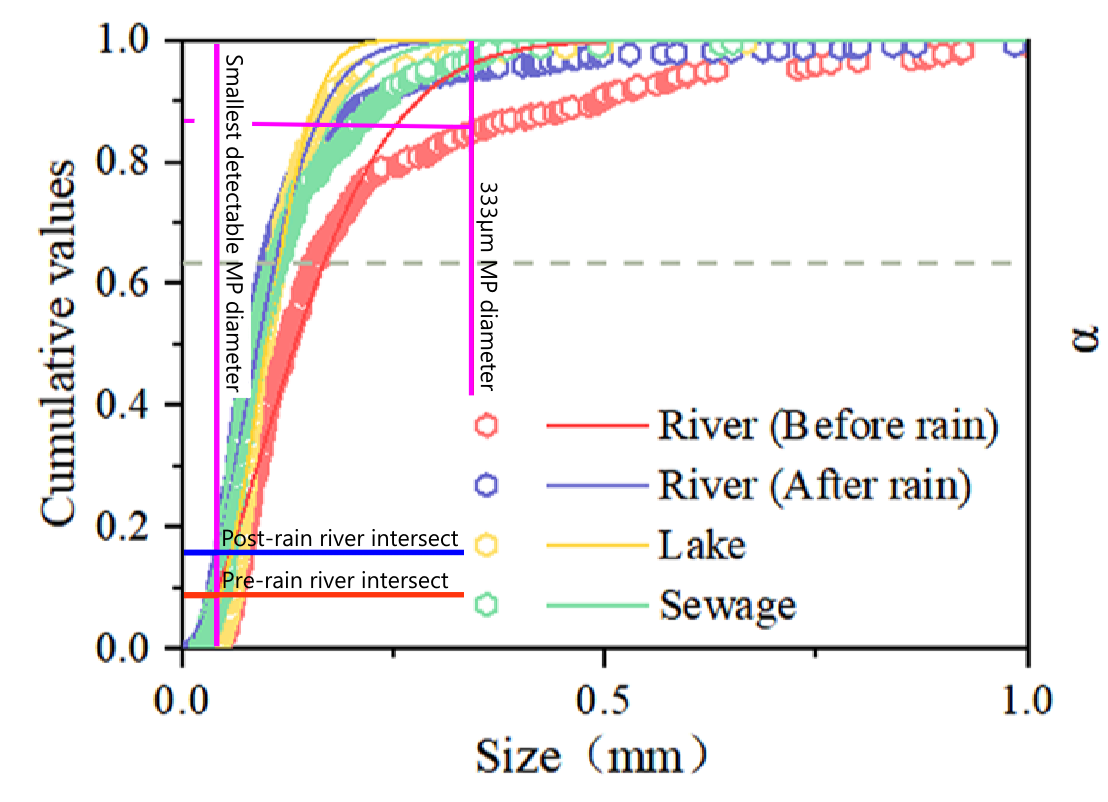 1.0
0.8
0.6
0.4
0.2
0.0
Cumulative values
Smallest detectable MP diameter
333μm MP diameter
River (Before rain)
River (After rain)
Lake
Sewage
Post-rain river intersect
Pre-rain river intersect
0.0
0.5
1.0
Size（mm）
α